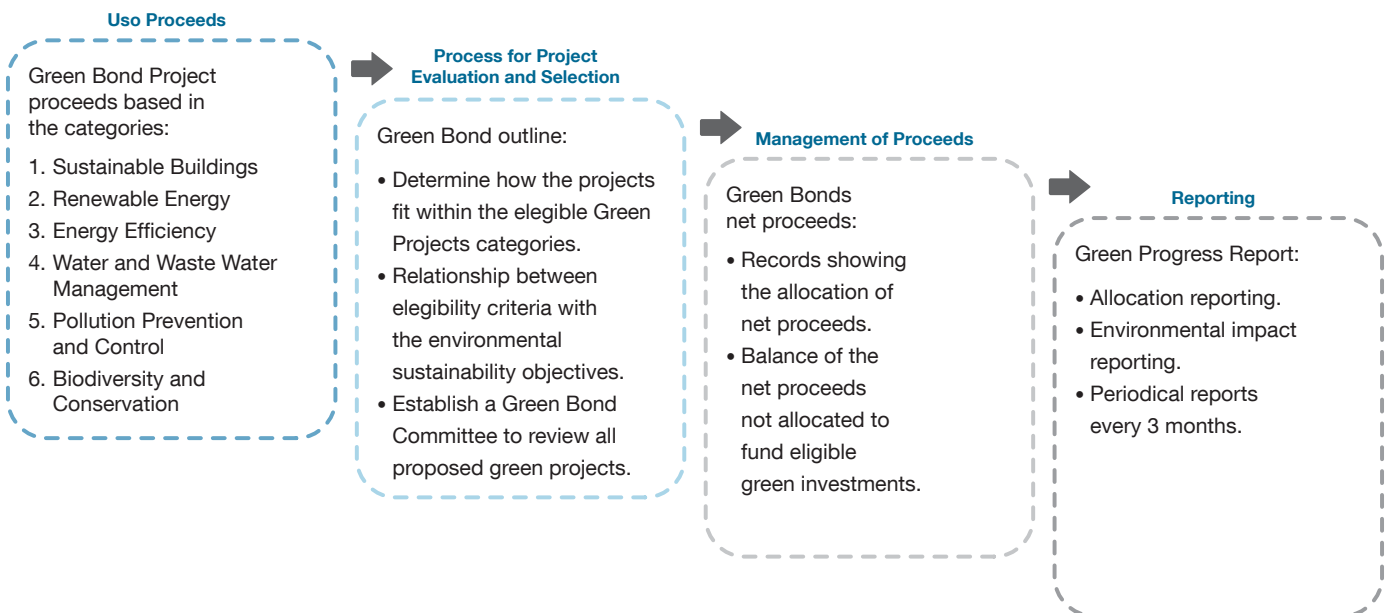 Uso Proceeds
Green Bond Project
proceeds based in
the categories:
1. Sustainable Buildings
2. Renewable Energy
3. Energy Efficiency
4. Water and Waste Water
Management
5. Pollution Prevention
and Control
6. Biodiversity and
Conservation
Process for Project
Evaluation and Selection
Green Bond outline:
• Determine how the projects
fit within the elegible Green
Projects categories.
• Relationship between
elegibility criteria with
the environmental
sustainability objectives.
• Establish a Green Bond
Committee to review all
proposed green projects.
Management of Proceeds
Green Bonds
net proceeds:
• Records showing
the allocation of
net proceeds.
• Balance of the
net proceeds
not allocated to
fund eligible
green investments.
Reporting
Green Progress Report:
• Allocation reporting.
• Environmental impact
reporting.
• Periodical reports
every 3 months.